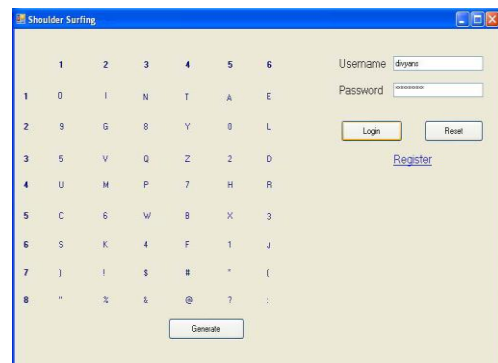 Shoulder Surfing
1 2 3 4 5 6
1 O I N T A E
2 9 G 8 Y 0 L
3 5 V Q Z 2 D
4 U M P 7 H R
5 C 6 W B X 3
6 S K 4 F 1 J
7 ) ! $ # * (
8 " % & @ ? :
Generate
Username divyans
Password
Login Reset
Register